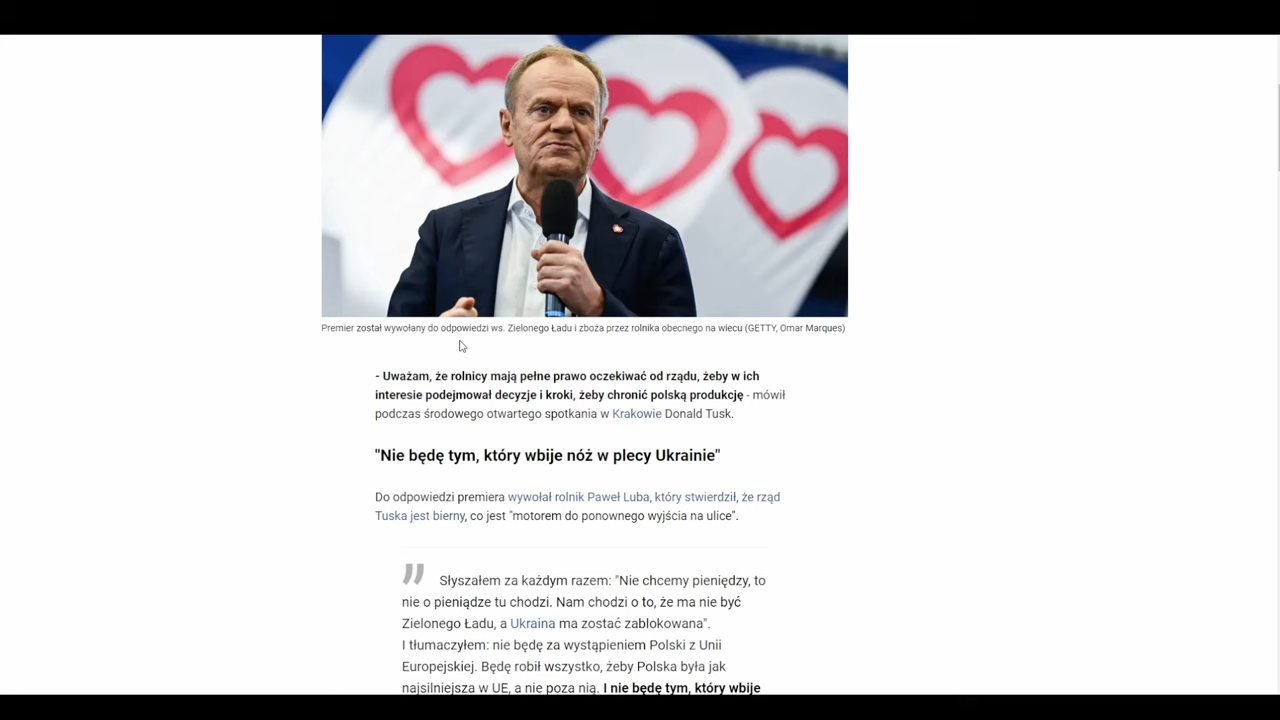 Premier został wywołany do odpowiedzi ws. Zielonego Ładu i zboża przez rolnika obecnego na wiecu (GETTY, Omar Marques)
- Uważam, że rolnicy mają pełne prawo oczekiwać od rządu, żeby w ich
interesie podejmował decyzje i kroki, żeby chronić polską produkcję - mówił
podczas środowego otwartego spotkania w Krakowie Donald Tusk.
"Nie będę tym, który wbije nóż w plecy Ukrainie"
Do odpowiedzi premiera wywołał rolnik Paweł Luba, który stwierdził, że rząd
Tuska jest bierny, co jest "motorem do ponownego wyjścia na ulice".
” Słyszałem za każdym razem: "Nie chcemy pieniędzy, to
nie o pieniądze tu chodzi. Nam chodzi o to, że ma nie być
Zielonego Ładu, a Ukraina ma zostać zablokowana".
I tłumaczyłem: nie będę za wystąpieniem Polski z Unii
Europejskiej. Będę robił wszystko, żeby Polska była jak
najsilniejsza w UE, a nie poza nią. I nie będę tym, który wbije